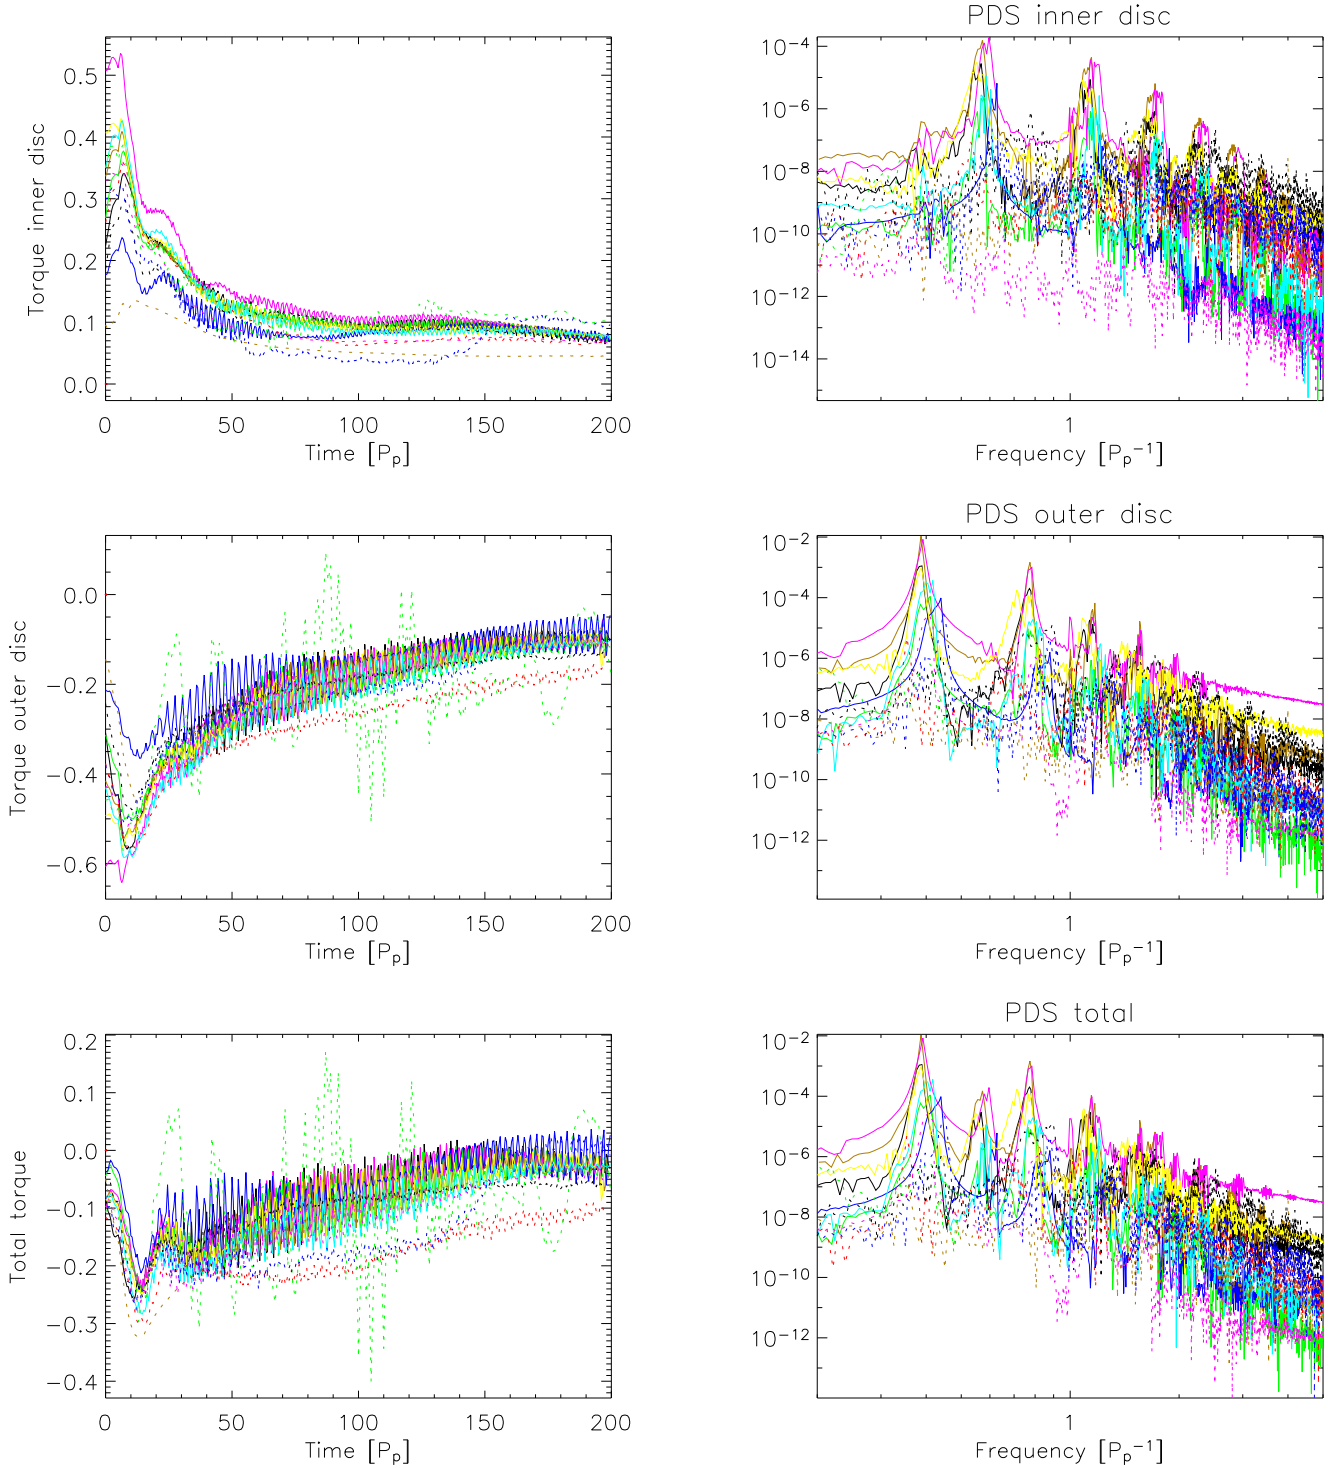 PDS inner disc
Torque inner disc
0.5
0.4
0.3
0.2
0.1
0.0
0 50 100 150 200
Time [Pp]
10−4
10−6
10−8
10−10
10−12
10−14
1
Frequency [Pp−1]
PDS outer disc
Torque outer disc
0.0
−0.2
−0.4
−0.6
0 50 100 150 200
Time [Pp]
10−2
10−4
10−6
10−8
10−10
10−12
1
Frequency [Pp−1]
PDS total
Total torque
0.2
0.1
0.0
−0.1
−0.2
−0.3
−0.4
0 50 100 150 200
Time [Pp]
10−2
10−4
10−6
10−8
10−10
10−12
1
Frequency [Pp−1]